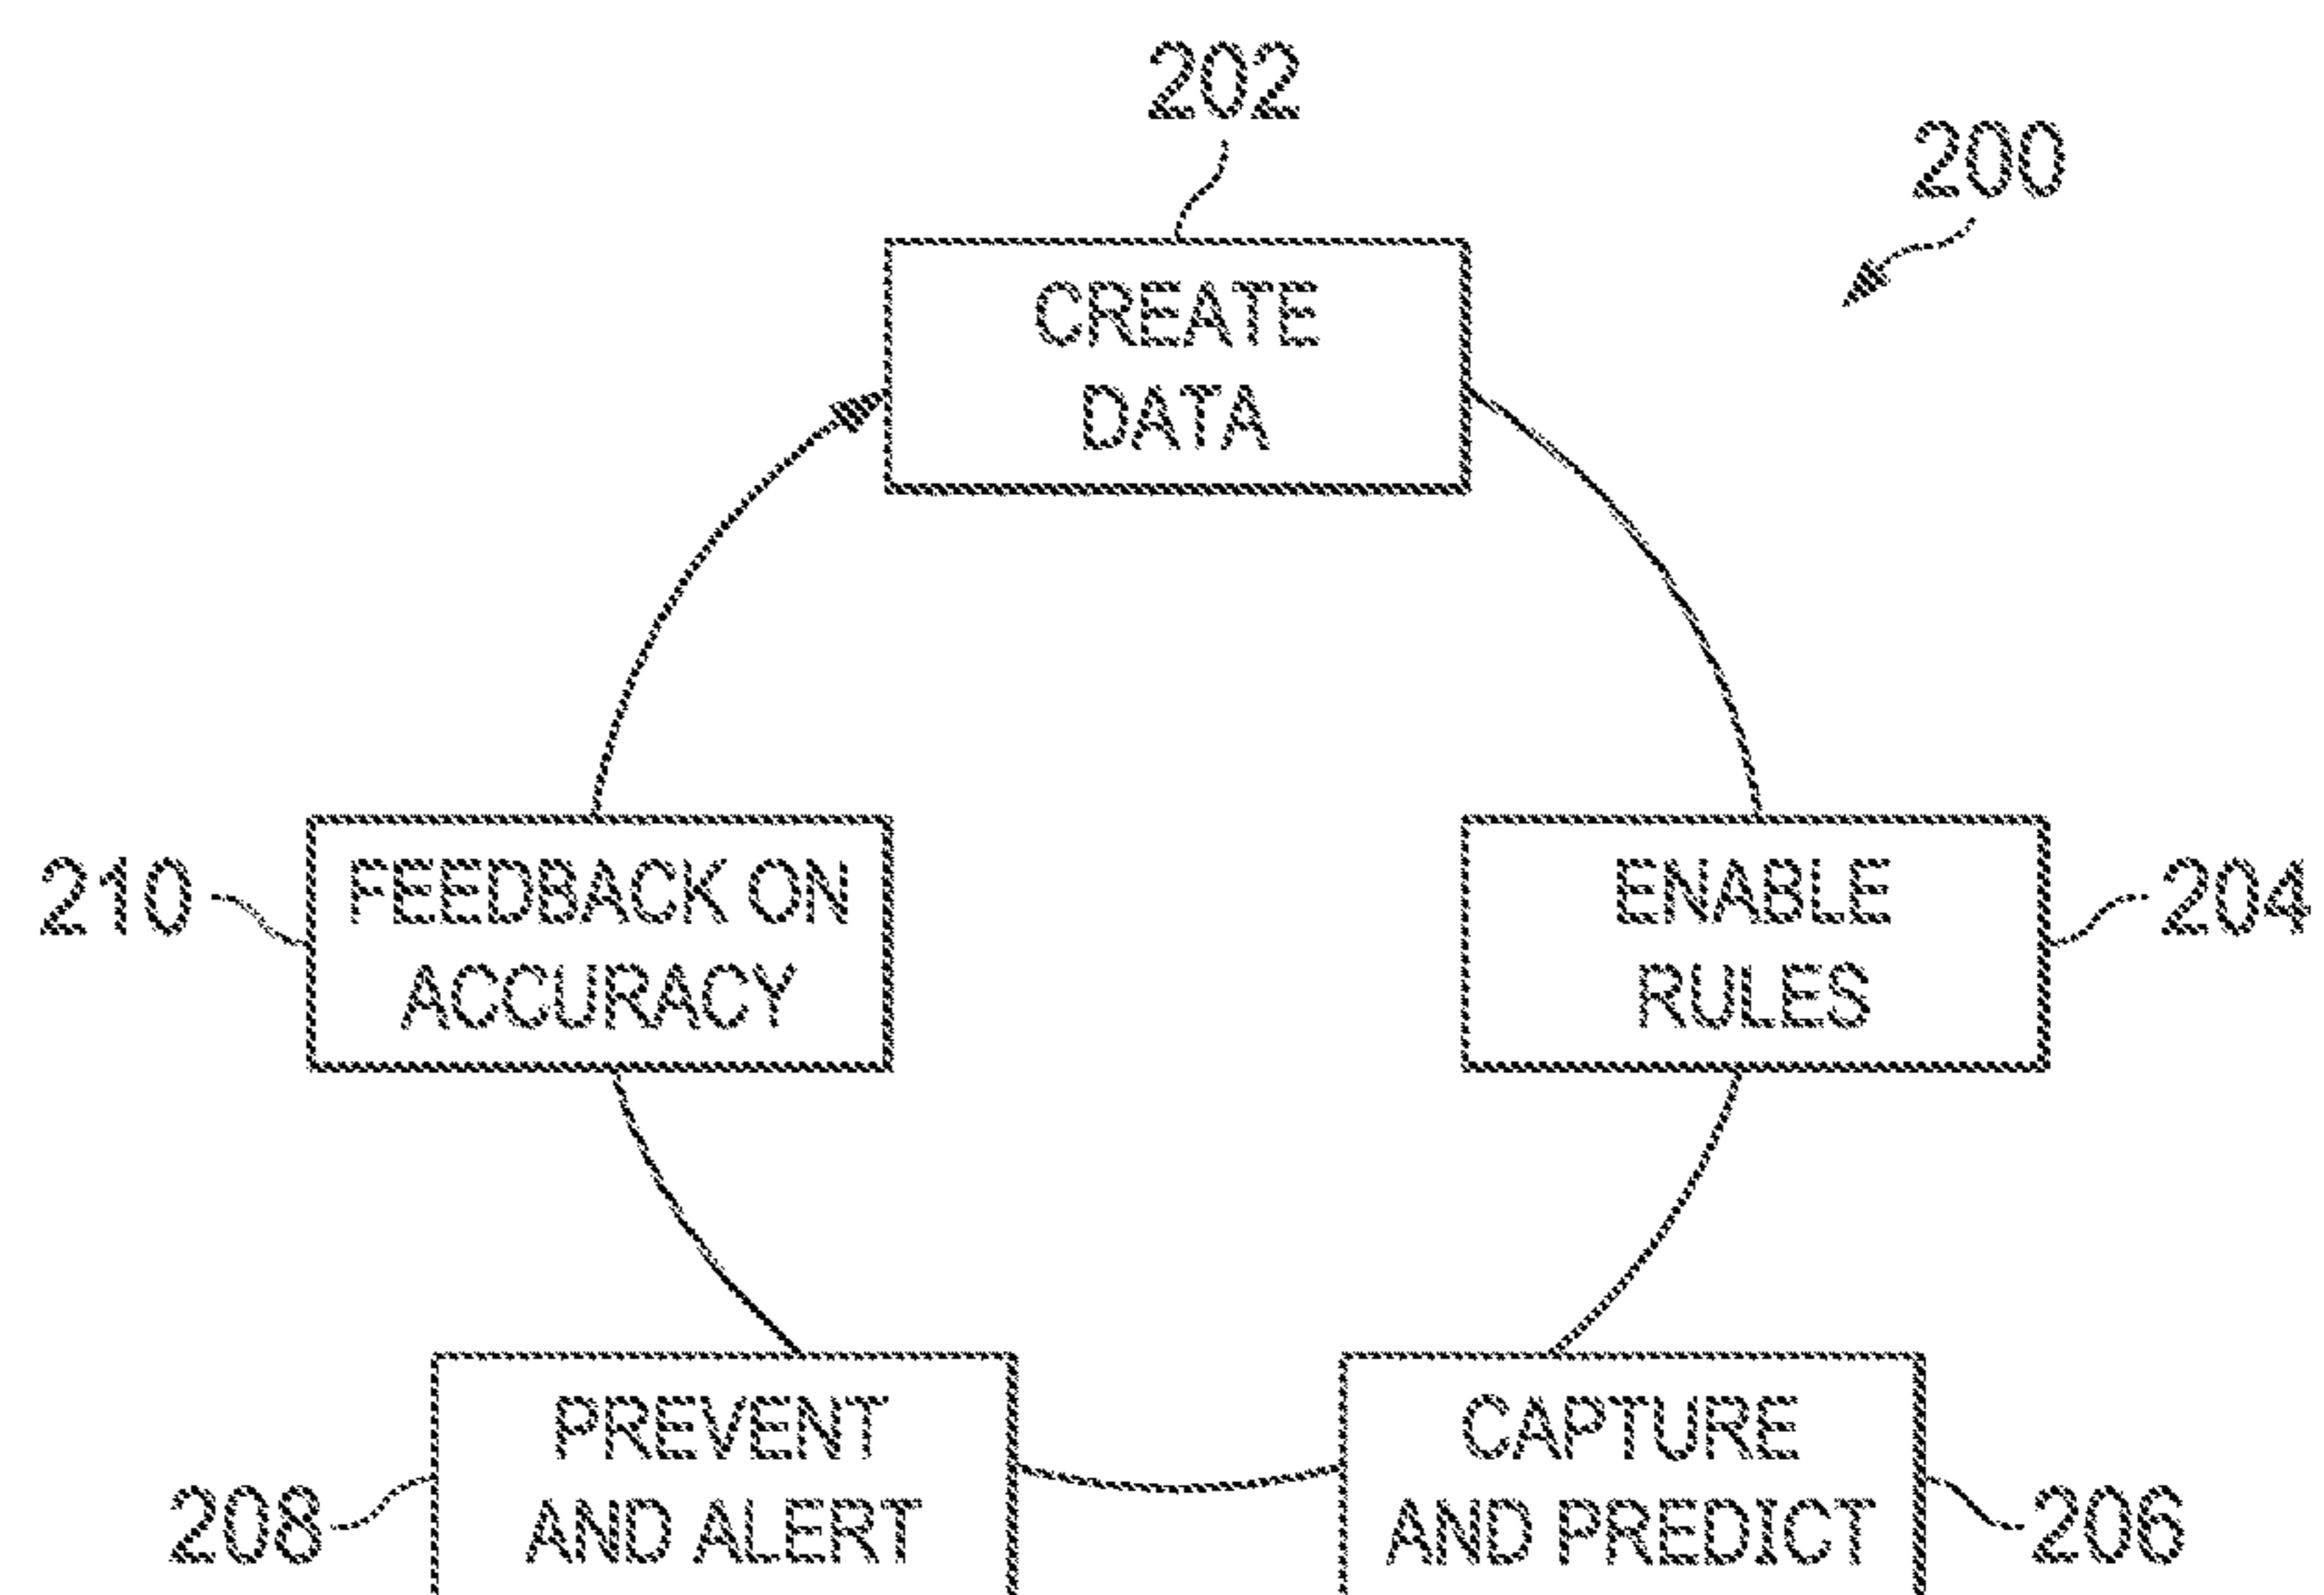 202
200
CREATE
DATA
210
FEEDBACK ON
ACCURACY
ENABLE
RULES
204
208
PREVENT
AND ALERT
CAPTURE
AND PREDICT
206